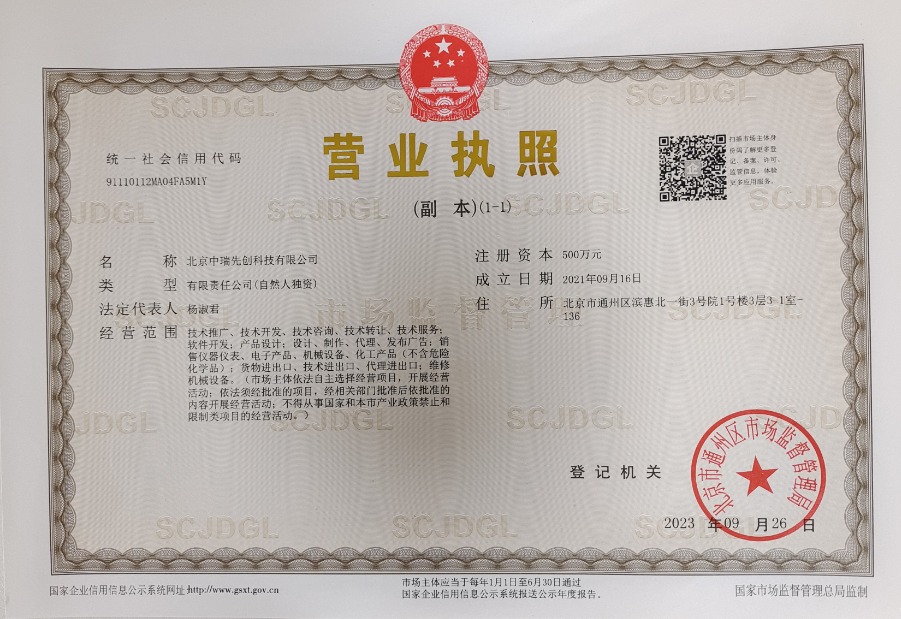 营业执照
(副 本)(1-1)
统一社会信用代码
91110112MA04FA5M1Y
扫描市场主体身
份码了解更多登
记、备案、许可、
监管信息，体验
更多应用服务。
名 称 北京中瑞先创科技有限公司
类 型 有限责任公司(自然人独资)
法定代表人 杨淑君
经营范围 技术推广、技术开发、技术咨询、技术转让、技术服务；
软件开发；产品设计；设计、制作、代理、发布广告；销
售仪器仪表、电子产品、机械设备、化工产品（不含危险
化学品）；货物进出口、技术进出口、代理进出口；维修
机械设备。（市场主体依法自主选择经营项目，开展经营
活动；依法须经批准的项目，经相关部门批准后依批准的
内容开展经营活动；不得从事国家和本市产业政策禁止和
限制类项目的经营活动。）
注册资本 500万元
成立日期 2021年09月16日
住 所 北京市通州区滨惠北一街3号院1号楼3层3-1室-
136
市场监督管
SCJDGL
登记机关
北京市通州区市场监督管理局
2023 年09 月26 日
国家企业信用信息公示系统网址:http://www.gsxt.gov.cn
市场主体应当于每年1月1日至6月30日通过
国家企业信用信息公示系统报送公示年度报告。
国家市场监督管理总局监制